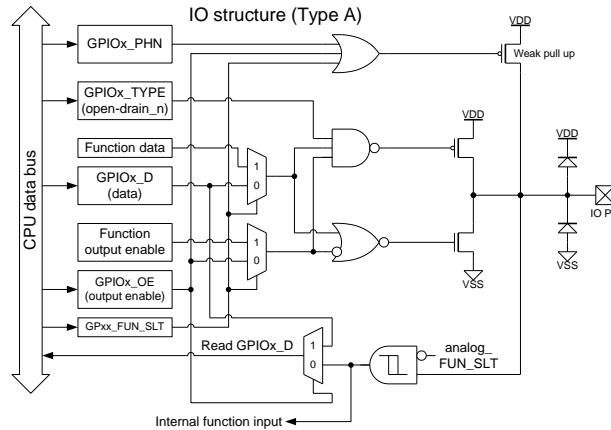 IO structure (Type A)
VDD
GPIOx_PHN
Weak pull up
GPIOx_TYPE
(open-drain_n)
VDD
VDD
Function data
1
0
GPIOx_D
(data)
CPU data bus
IO P
Function
output enable
1
0
VSS
VSS
GPIOx_OE
(output enable)
GPxx_FUN_SLT
Read GPIOx_D
1
0
analog_
FUN_SLT
Internal function input